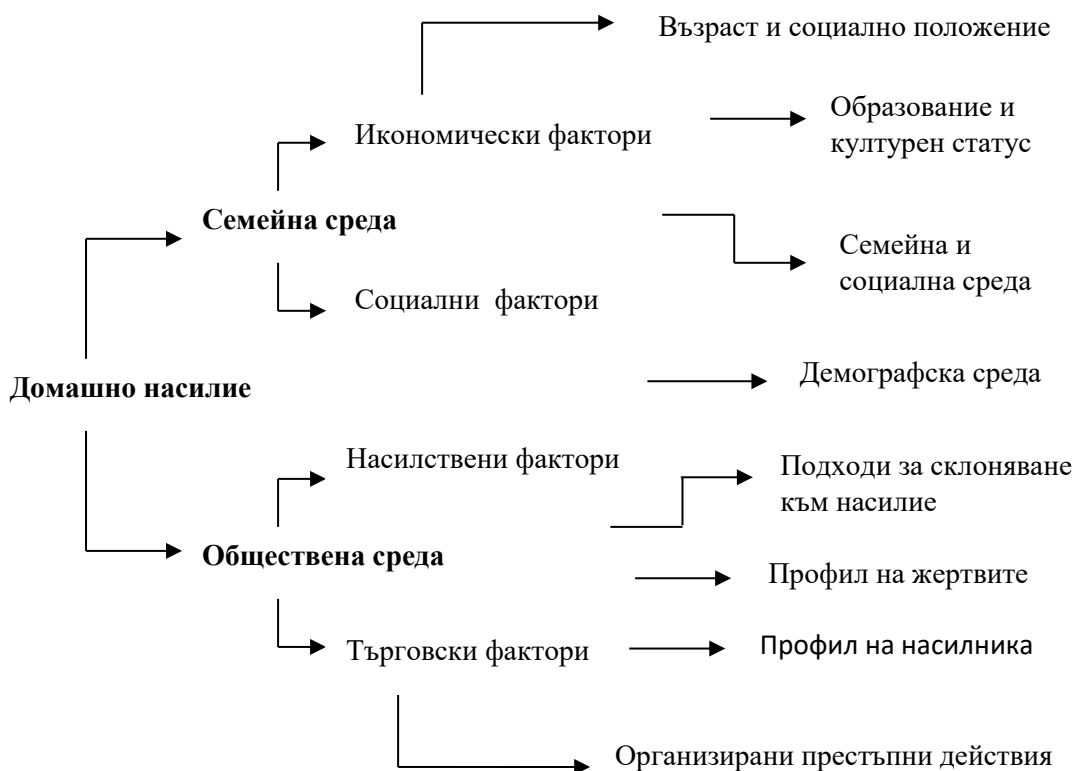 Възраст и социално положение
Икономически фактори
Образование и
културен статус
Семейна среда
Семейна и
социална среда
Социални фактори
Домашно насилие
Демографска среда
Насилствени фактори
Подходи за склоняване
към насилие
Обществена среда
Профил на жертвите
Търговски фактори
Профил на насилника
Организирани престъпни действия